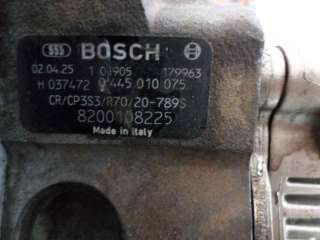 BOSCH
02.04.25 1 01905 179963
H 037472 0 445 010 075
CR/CP3S3/R70/20-789S
8200108225
Made in italy